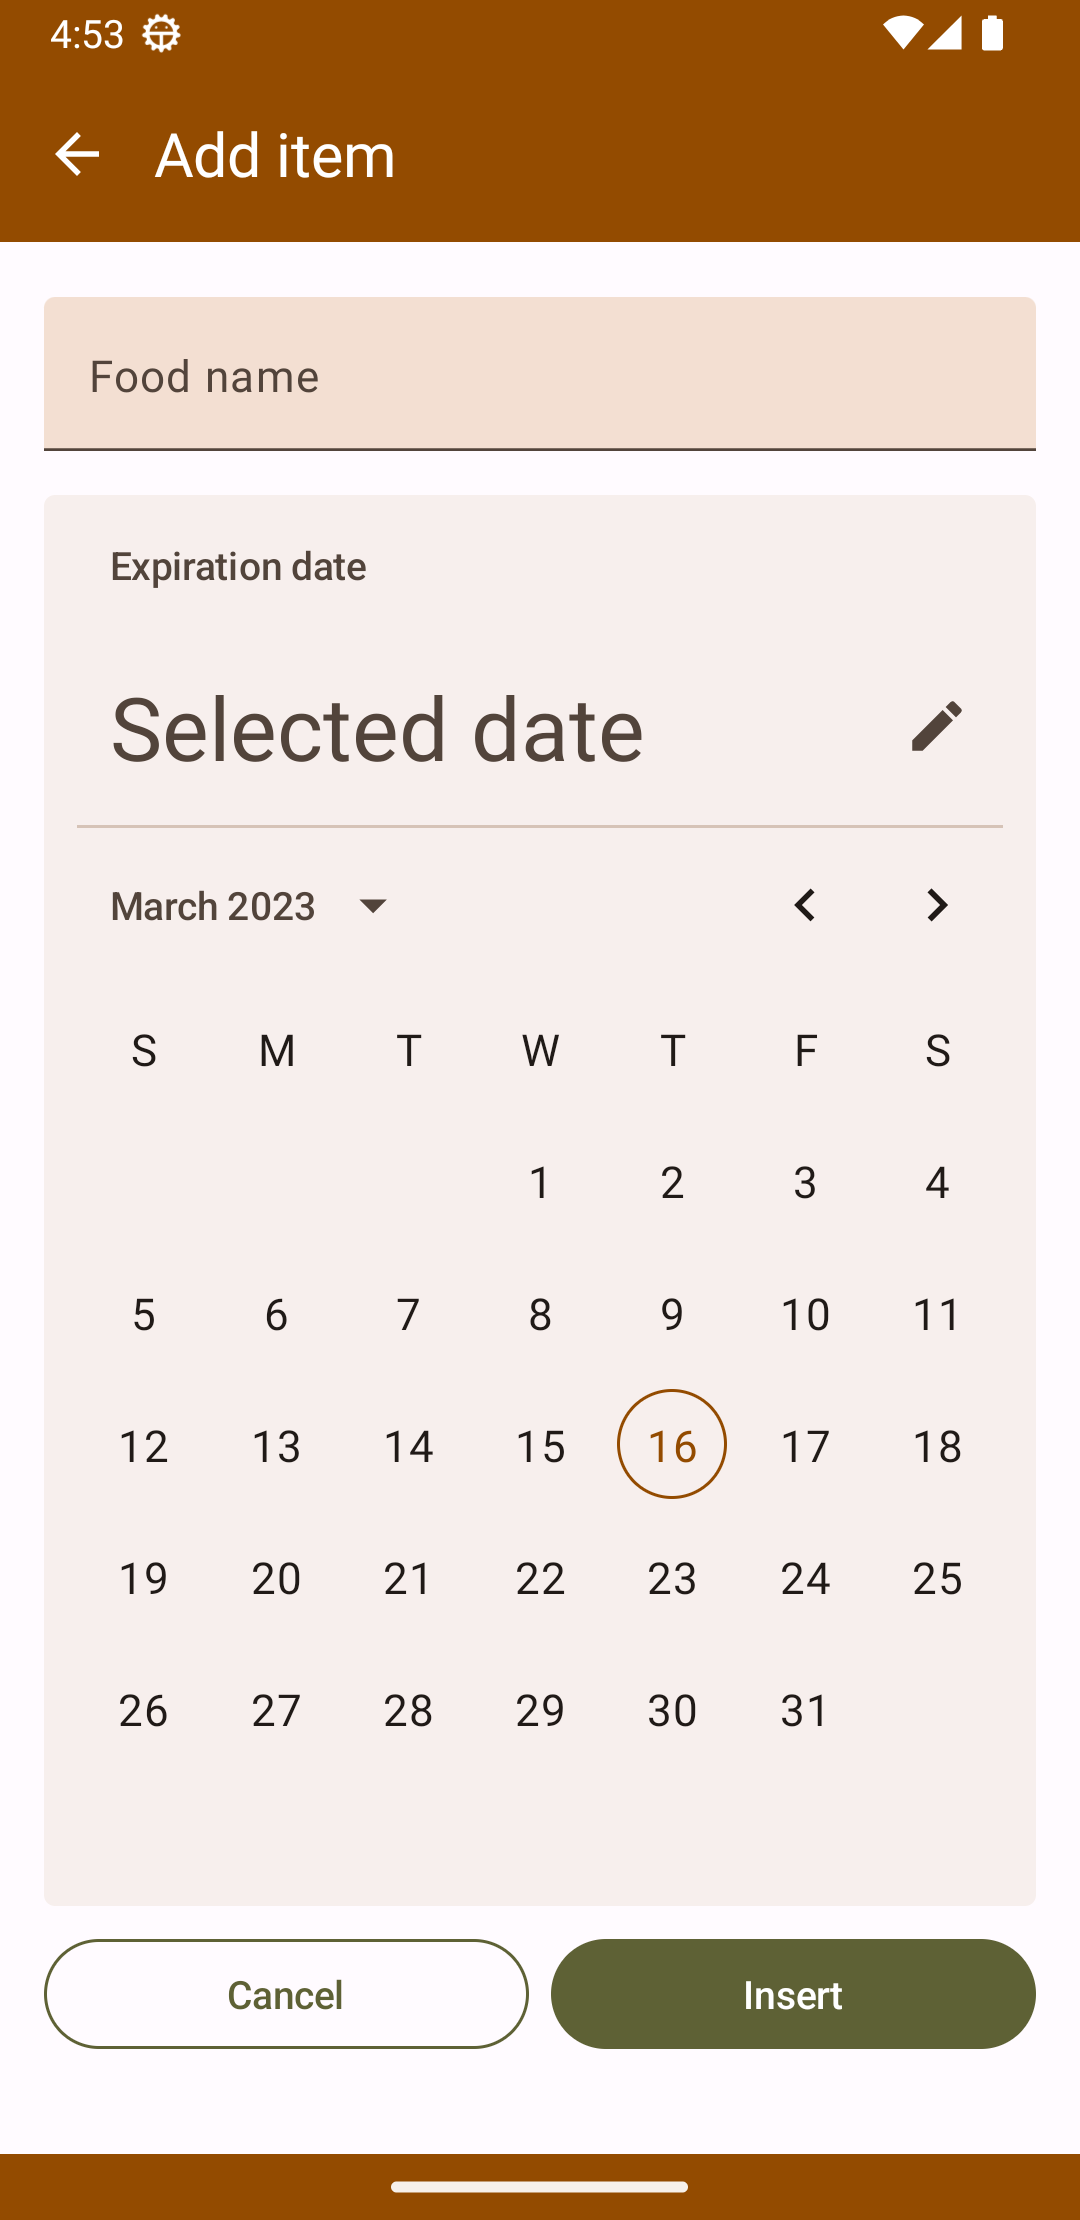 4:53
Add item
Food name
Expiration date
Selected date
March 2023
S M T W T F S
1 2 3 4
5 6 7 8 9 10 11
12 13 14 15 16 17 18
19 20 21 22 23 24 25
26 27 28 29 30 31
Cancel Insert